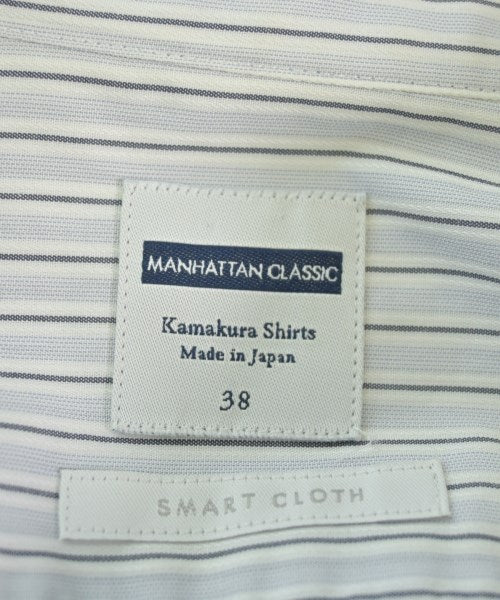 MANHATTAN CLASSIC
Kamakura Shirts
Made in Japan
38
SMART CLOTH